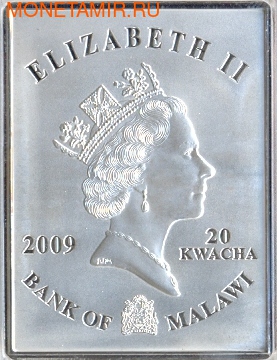 MONETAMIR.RU
ELIZABETH II
2009
20
KWACHA
BANK OF MALAWI